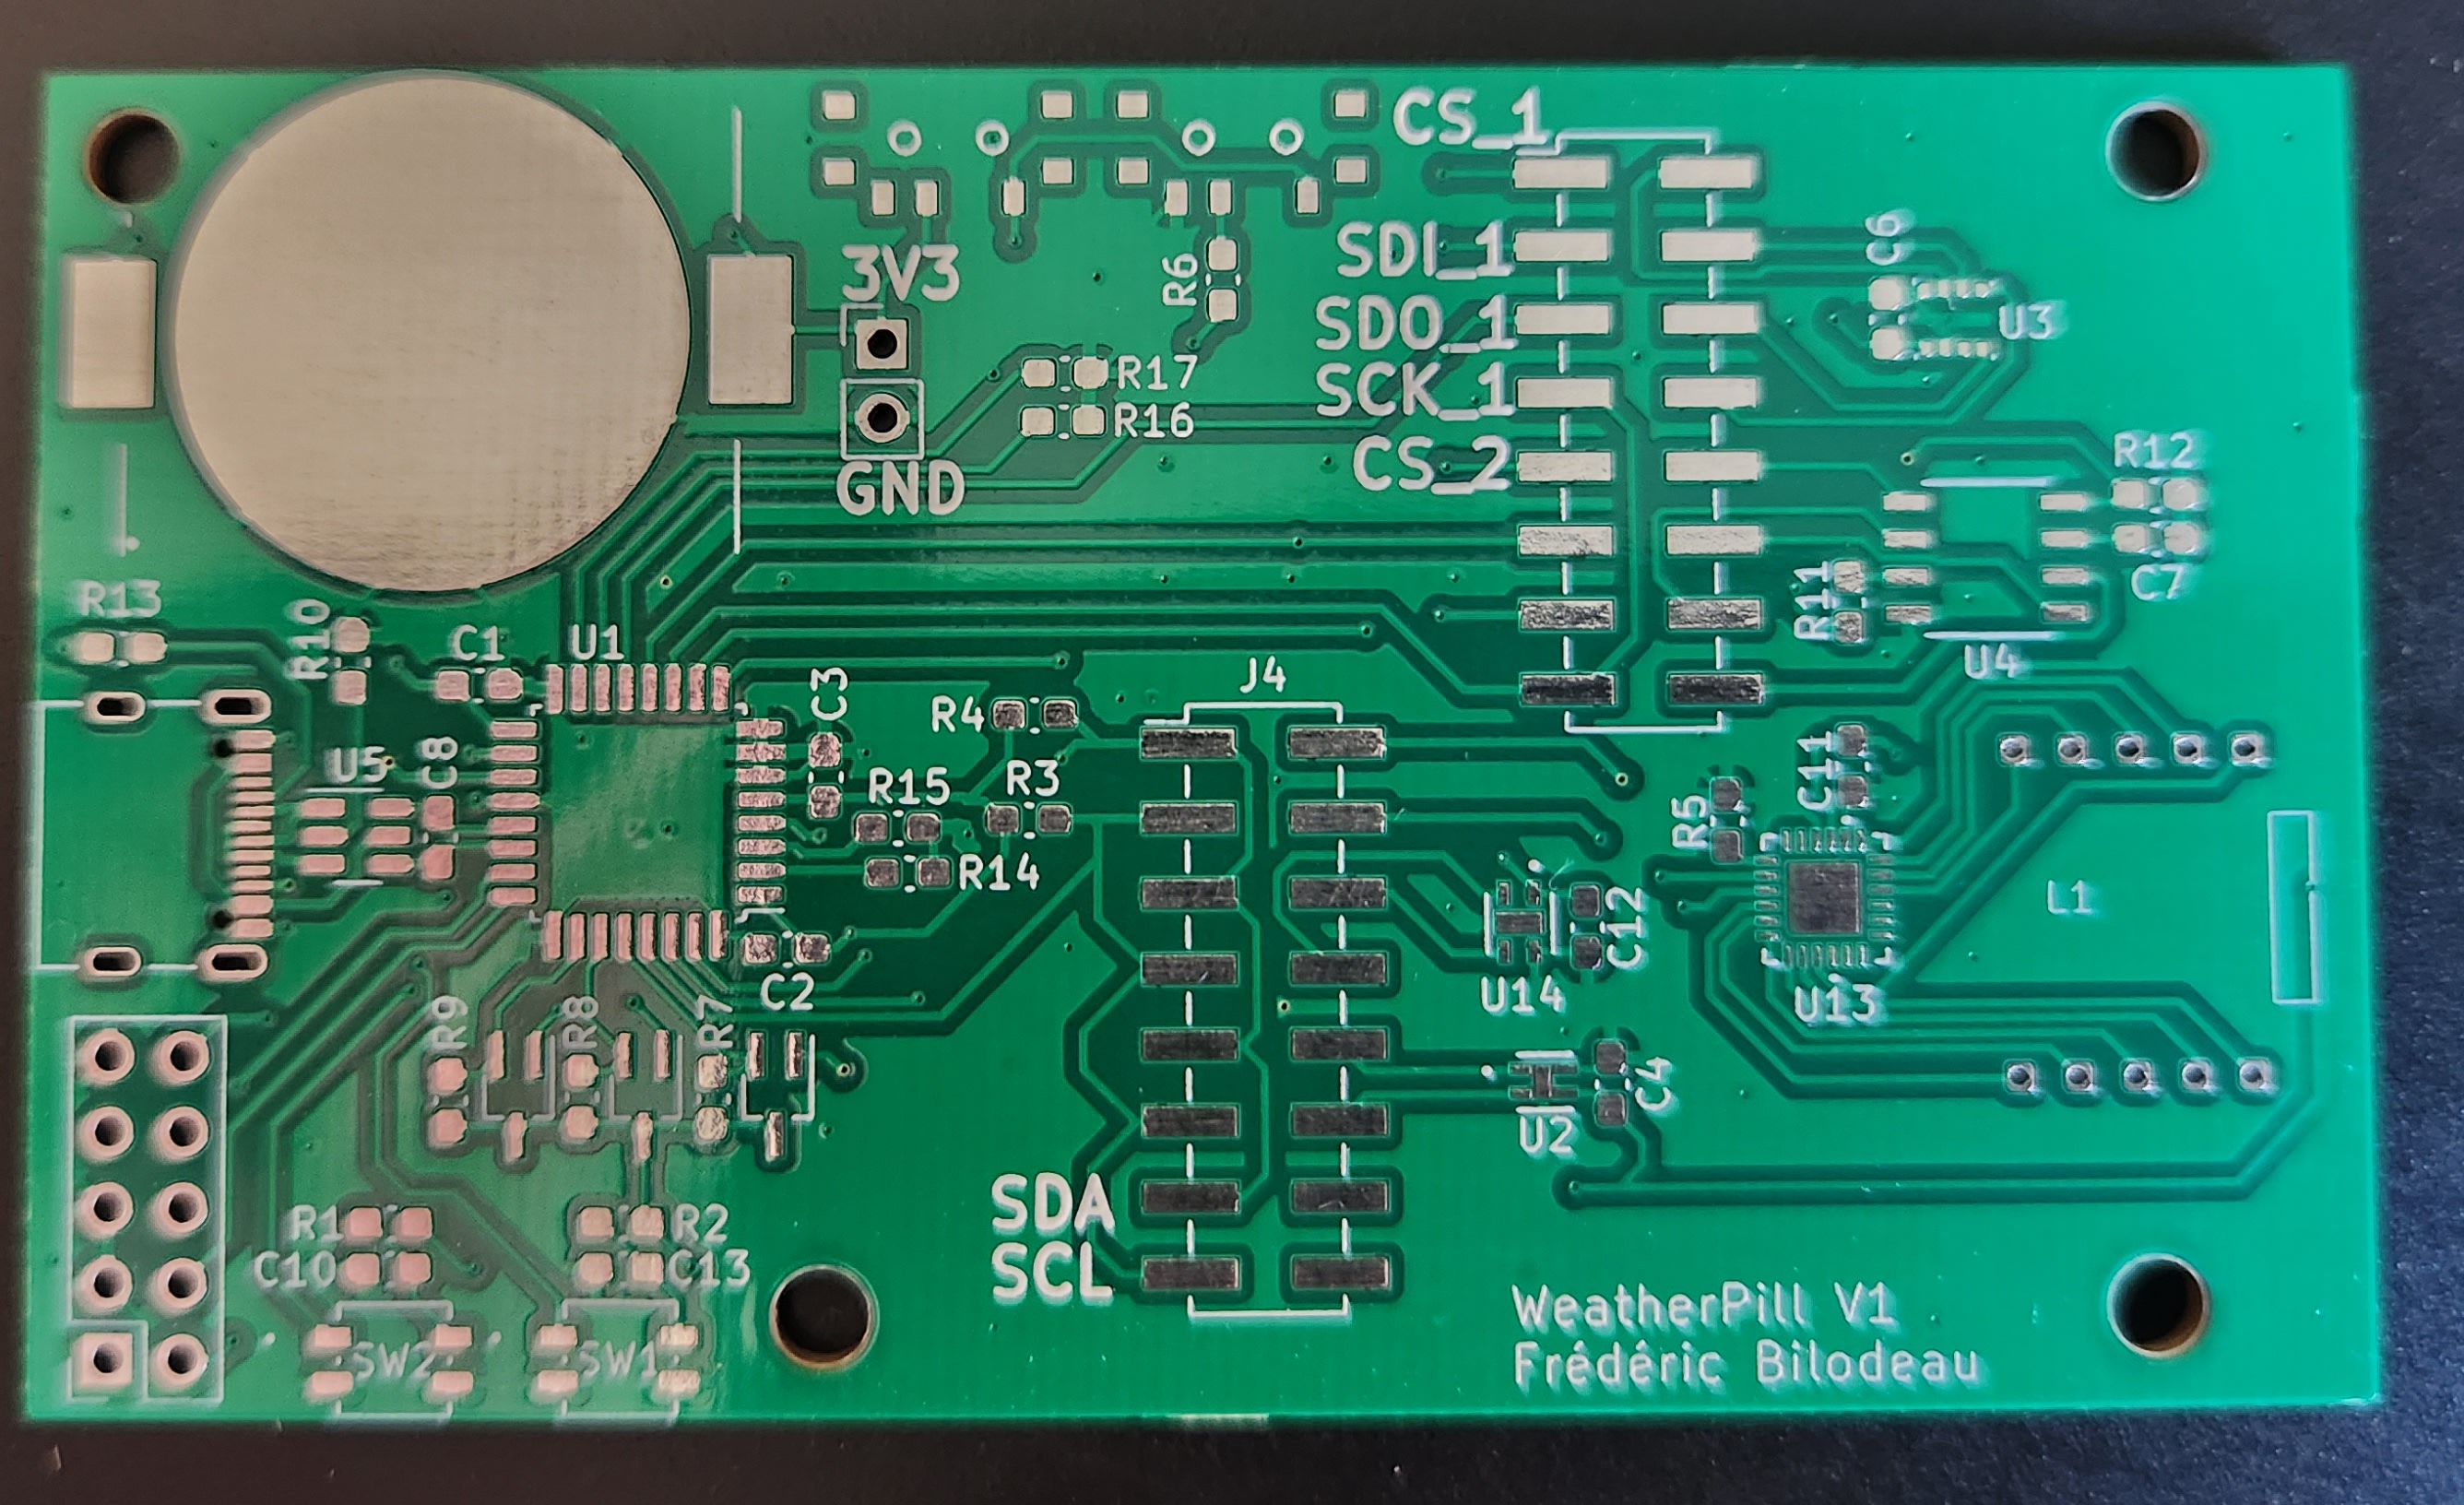 CS_1
3V3
SDI_1
C6
R6
SDO_1
U3
R17
SCK_1
R16
CS_2
R12
GND
C7
R13
R10
R11
C1
U1
U4
J4
C3
R4
U5
C8
R15
R3
C11
R5
R14
L1
C12
C2
U14
U13
R9
R8
R7
C4
U2
SDA
R1
R2
SCL
C10
C13
WeatherPill V1
SW2
SW1
Frédéric Bilodeau